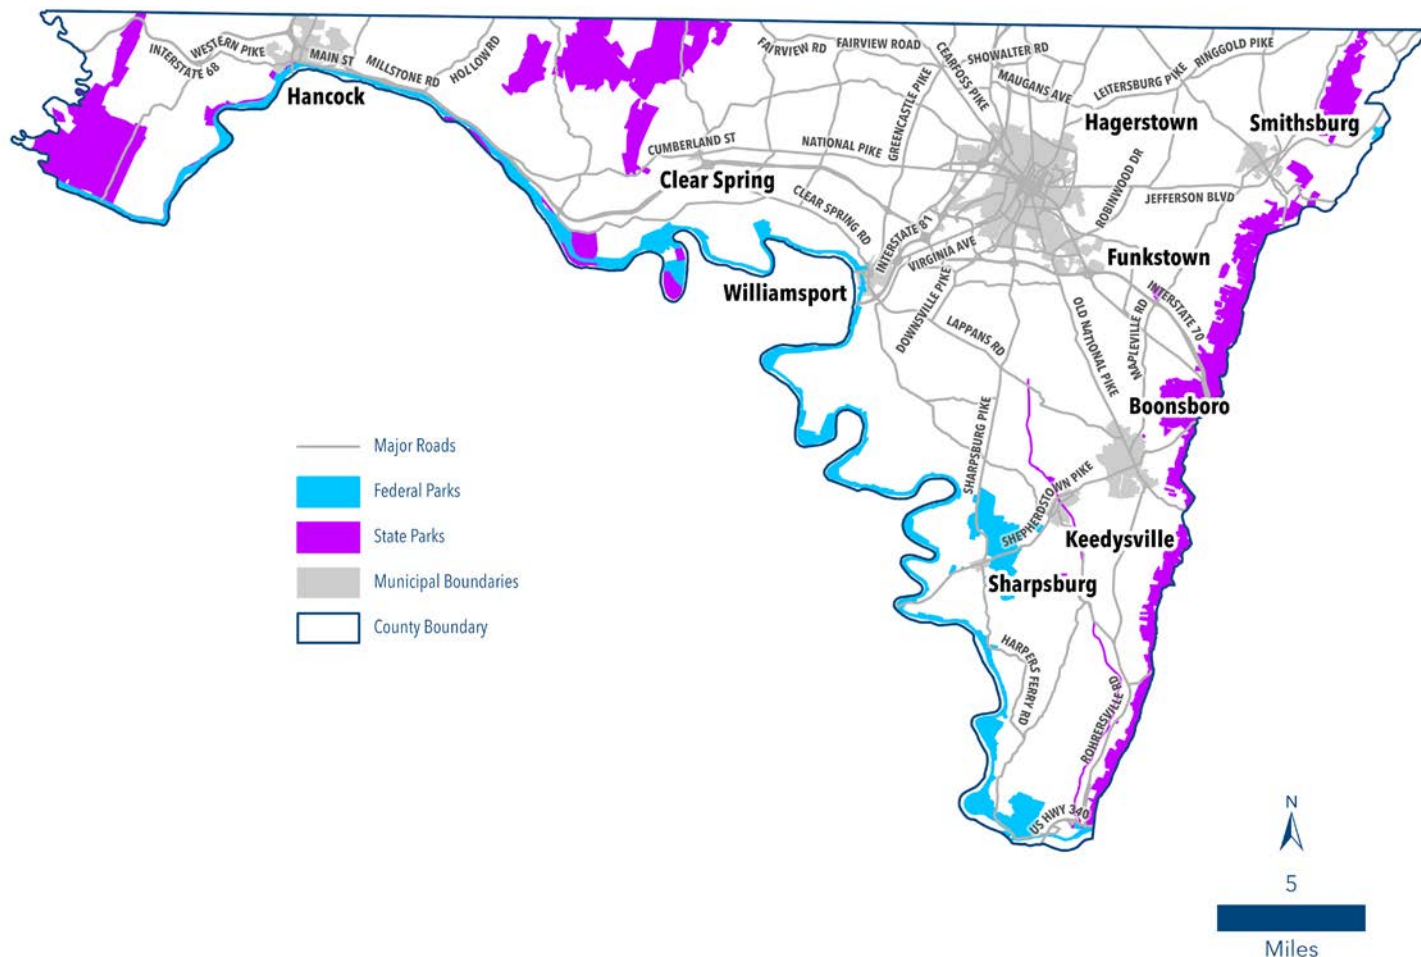 WESTERN PIKE
INTERSTATE 68
MAIN ST
MILLSTONE RD
HOLLOW RD
Hancock
FAIRVIEW RD
FAIRVIEW ROAD
CEARFOSS PIKE
SHOWALTER RD
MAUGANS AVE
LEITERSBURG PIKE
RINGGOLD PIKE
GREENCASTLE PIKE
Hagerstown
Smithsburg
CUMBERLAND ST
NATIONAL PIKE
Clear Spring
ROBINWOOD DR
JEFFERSON BLVD
CLEAR SPRING RD
INTERSTATE 81
VIRGINIA AVE
Funkstown
Williamsport
DOWNSVILLE PIKE
LAPPANS RD
OLD NATIONAL PIKE
MAPLEVILLE RD
INTERSTATE 70
Boonsboro
SHARPSBURG PIKE
SHEPHERDSTOWN PIKE
Keedysville
Sharpsburg
HARPERS FERRY RD
ROHRERSVILLE RD
US HWY 340
Major Roads
Federal Parks
State Parks
Municipal Boundaries
County Boundary
N
5
Miles